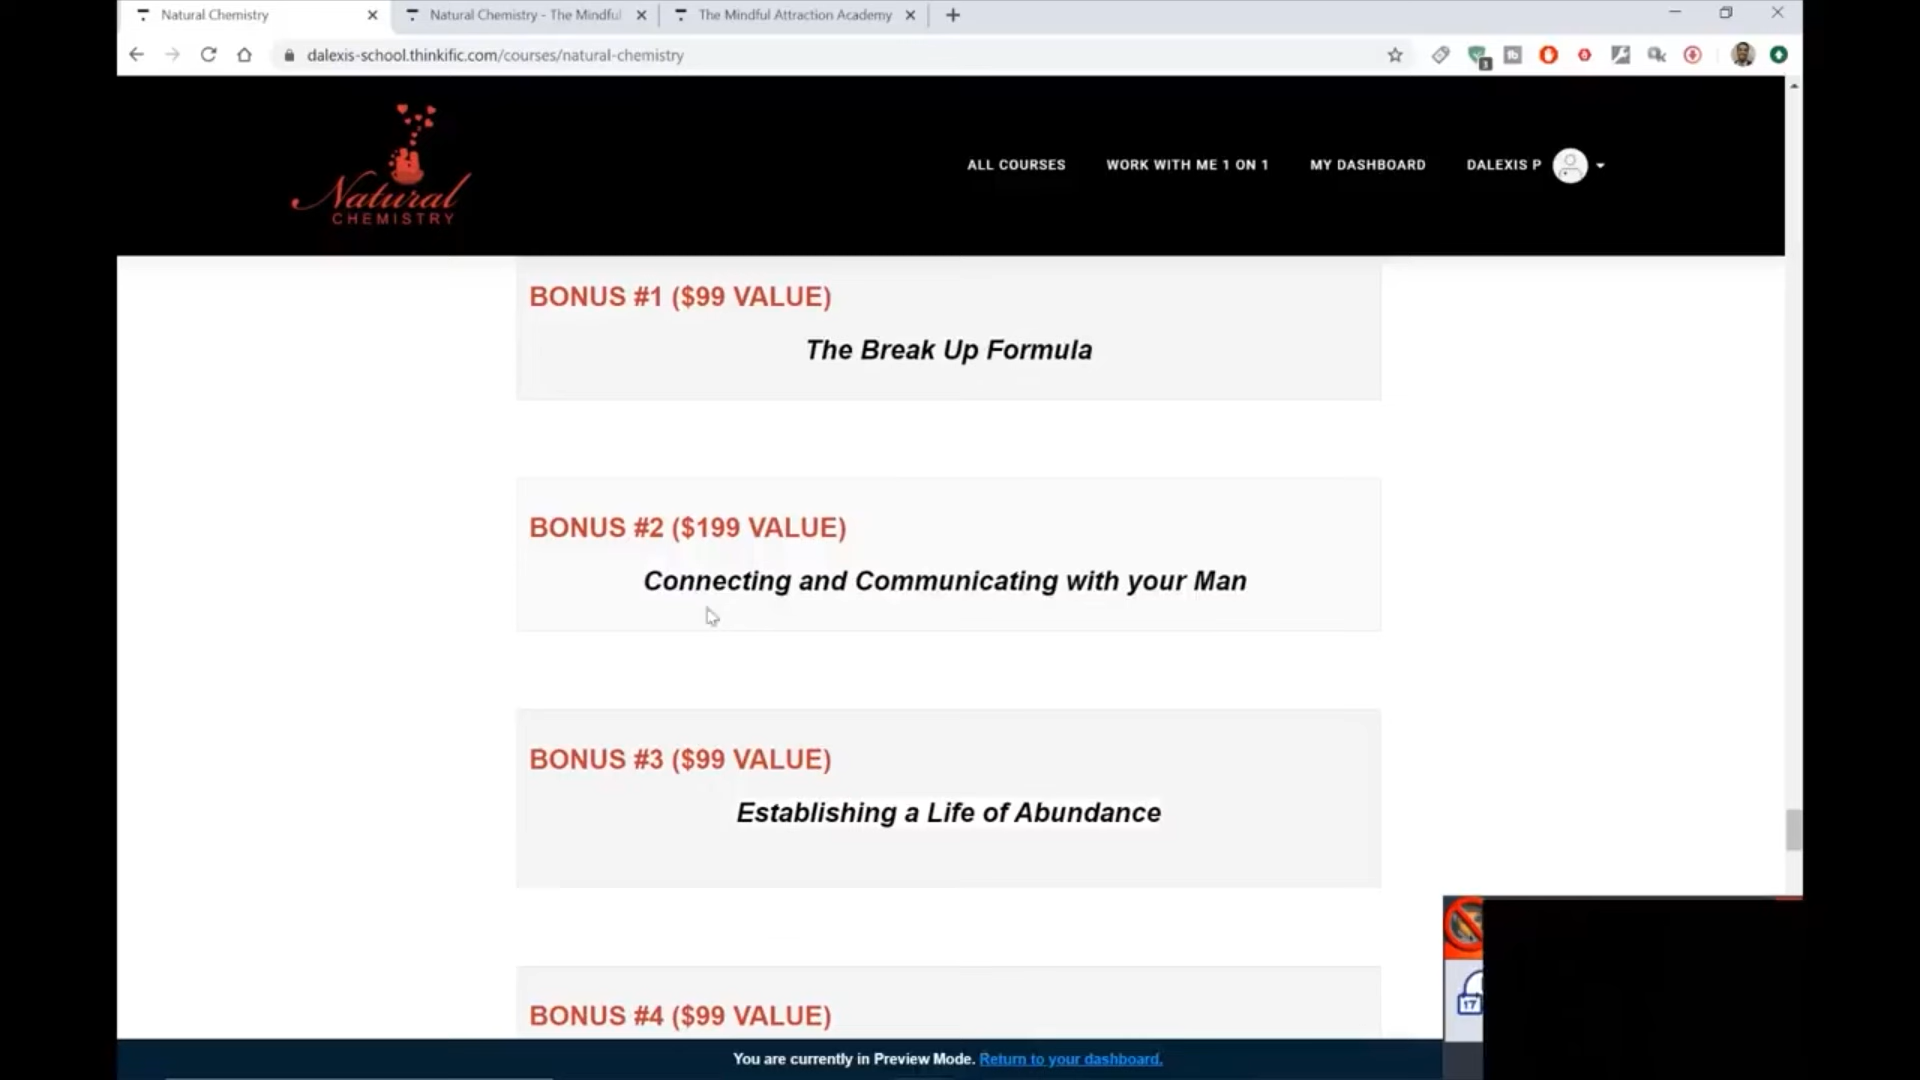 Natural Chemistry
Natural Chemistry - The Mindful
The Mindful Attraction Academy
dalexis-school.thinkific.com/courses/natural-chemistry
Natural
CHEMISTRY
ALL COURSES
WORK WITH ME 1 ON 1
MY DASHBOARD
DALEXIS P
BONUS #1 ($99 VALUE)
The Break Up Formula
BONUS #2 ($199 VALUE)
Connecting and Communicating with your Man
BONUS #3 ($99 VALUE)
Establishing a Life of Abundance
BONUS #4 ($99 VALUE)
17
You are currently in Preview Mode. Return to your dashboard.